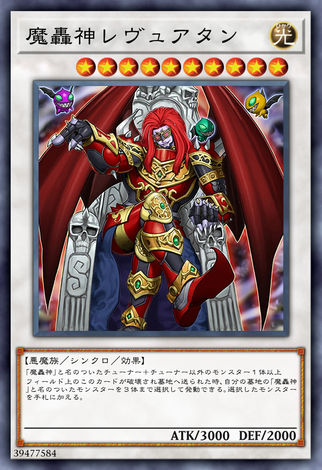 魔轟神レヴュアタン
光
【悪魔族／シンクロ／効果】
「魔轟神」と名のついたチューナー＋チューナー以外のモンスター１体以上
フィールド上のこのカードが破壊され墓地へ送られた時、自分の墓地の「魔轟神」
と名のついたモンスターを３体まで選択して発動できる。選択したモンスター
を手札に加える。
ATK/3000 DEF/2000
39477584